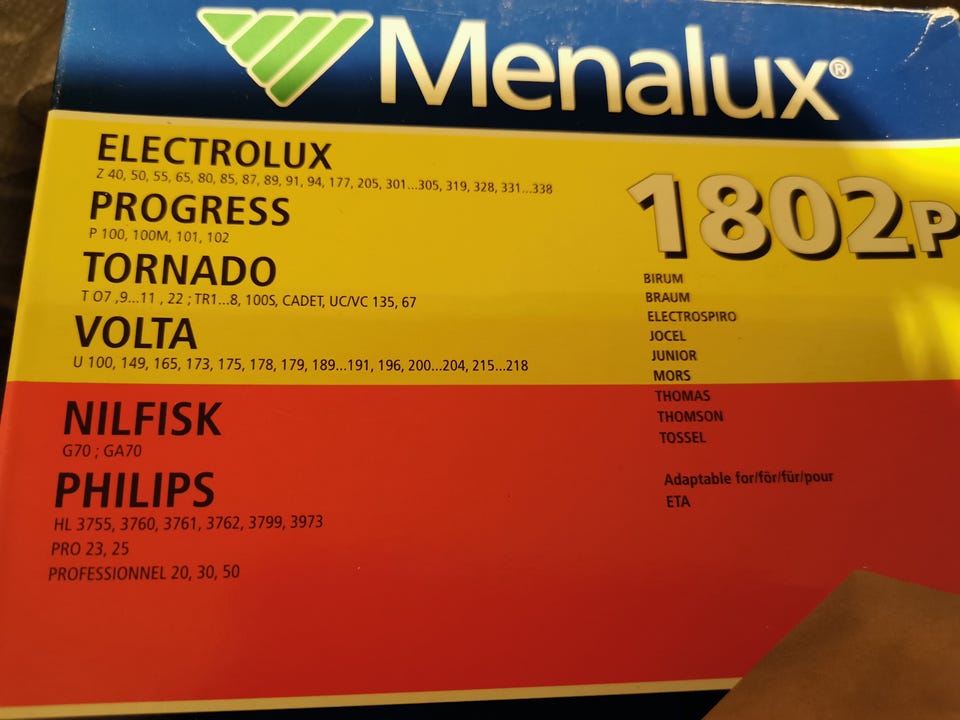 Menalux®
ELECTROLUX
Z 40, 50, 55, 65, 80, 85, 87, 89, 91, 94, 177, 205, 301...305, 319, 328, 331...338
PROGRESS
P 100, 100M, 101, 102
TORNADO
T O7 ,9...11 , 22 ; TR1...8, 100S, CADET, UC/VC 135, 67
VOLTA
U 100, 149, 165, 173, 175, 178, 179, 189...191, 196, 200...204, 215...218
NILFISK
G70 ; GA70
PHILIPS
HL 3755, 3760, 3761, 3762, 3799, 3973
PRO 23, 25
PROFESSIONNEL 20, 30, 50
1802P
BIRUM
BRAUM
ELECTROSPIRO
JOCEL
JUNIOR
MORS
THOMAS
THOMSON
TOSSEL
Adaptable for/för/für/pour
ETA